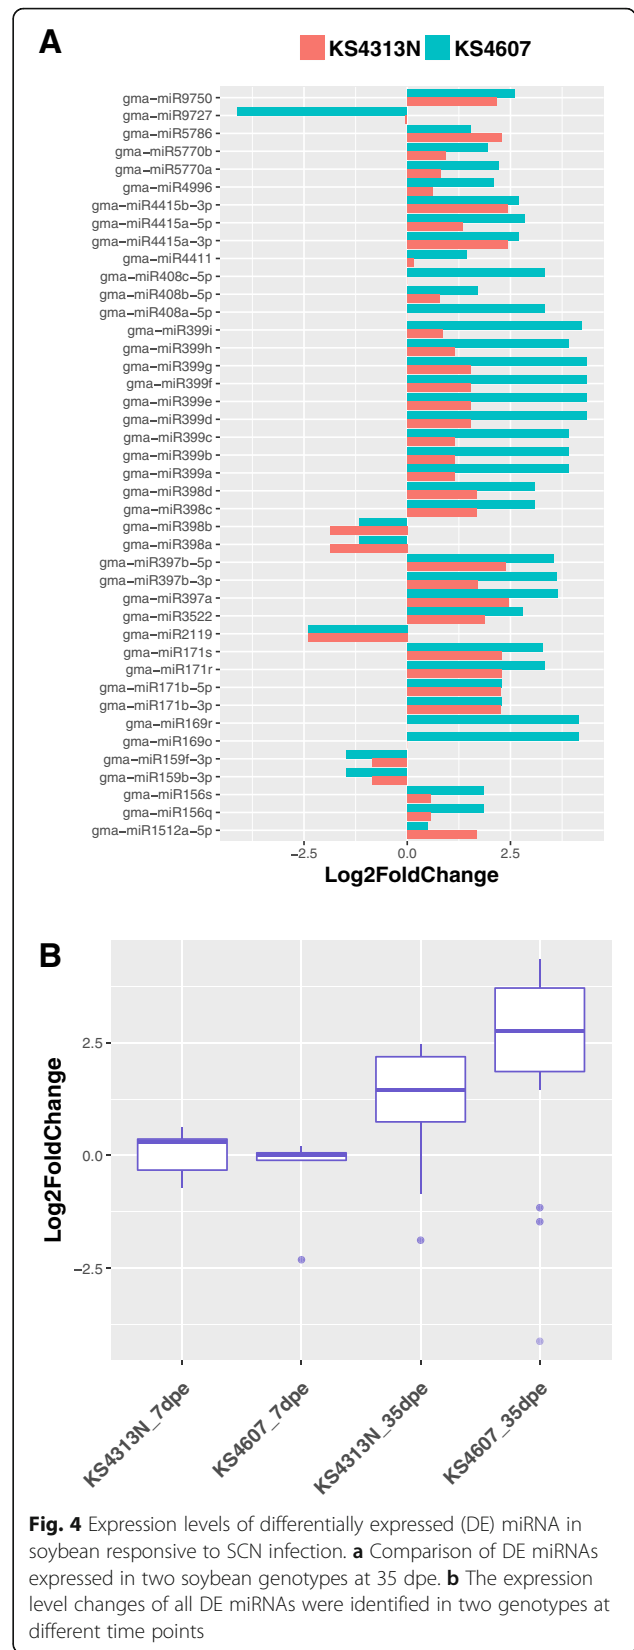 A
KS4313N KS4607
gma−miR9750
gma−miR9727
gma−miR5786
gma−miR5770b
gma−miR5770a
gma−miR4996
gma−miR4415b−3p
gma−miR4415a−5p
gma−miR4415a−3p
gma−miR4411
gma−miR408c−5p
gma−miR408b−5p
gma−miR408a−5p
gma−miR399i
gma−miR399h
gma−miR399g
gma−miR399f
gma−miR399e
gma−miR399d
gma−miR399c
gma−miR399b
gma−miR399a
gma−miR398d
gma−miR398c
gma−miR398b
gma−miR398a
gma−miR397b−5p
gma−miR397b−3p
gma−miR397a
gma−miR3522
gma−miR2119
gma−miR171s
gma−miR171r
gma−miR171b−5p
gma−miR171b−3p
gma−miR169r
gma−miR169o
gma−miR159f−3p
gma−miR159b−3p
gma−miR156s
gma−miR156q
gma−miR1512a−5p
−2.5 0.0 2.5
Log2FoldChange
B
Log2FoldChange
2.5
0.0
−2.5
KS4313N_7dpe
KS4607_7dpe
KS4313N_35dpe
KS4607_35dpe
Fig. 4 Expression levels of differentially expressed (DE) miRNA in
soybean responsive to SCN infection. a Comparison of DE miRNAs
expressed in two soybean genotypes at 35 dpe. b The expression
level changes of all DE miRNAs were identified in two genotypes at
different time points